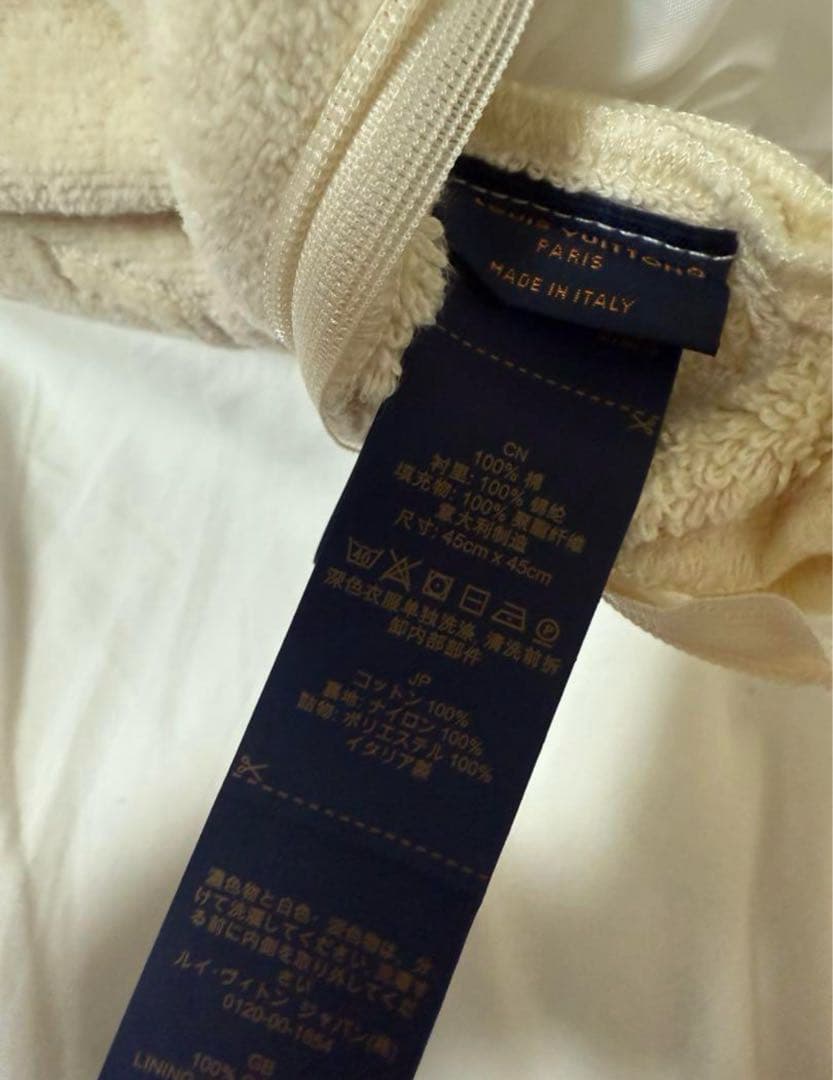 LOUIS VUITTON®
PARIS
MADE IN ITALY
CN
100% 棉
衬里: 100% 锦纶
填充物: 100% 聚酯纤维
意大利制造
尺寸: 45cm x 45cm
40
P
深色衣服单独洗涤, 清洗前拆
卸内部部件
JP
コットン 100%
裏地: ナイロン 100%
詰物: ポリエステル 100%
イタリア製
濃色物と白色・淡色物は、分
けて洗濯してください。洗濯す
る前に内側を取り外してくだ
さい
ルイ・ヴィトン ジャパン(株)
0120-00-1854
GB
100%
LINING